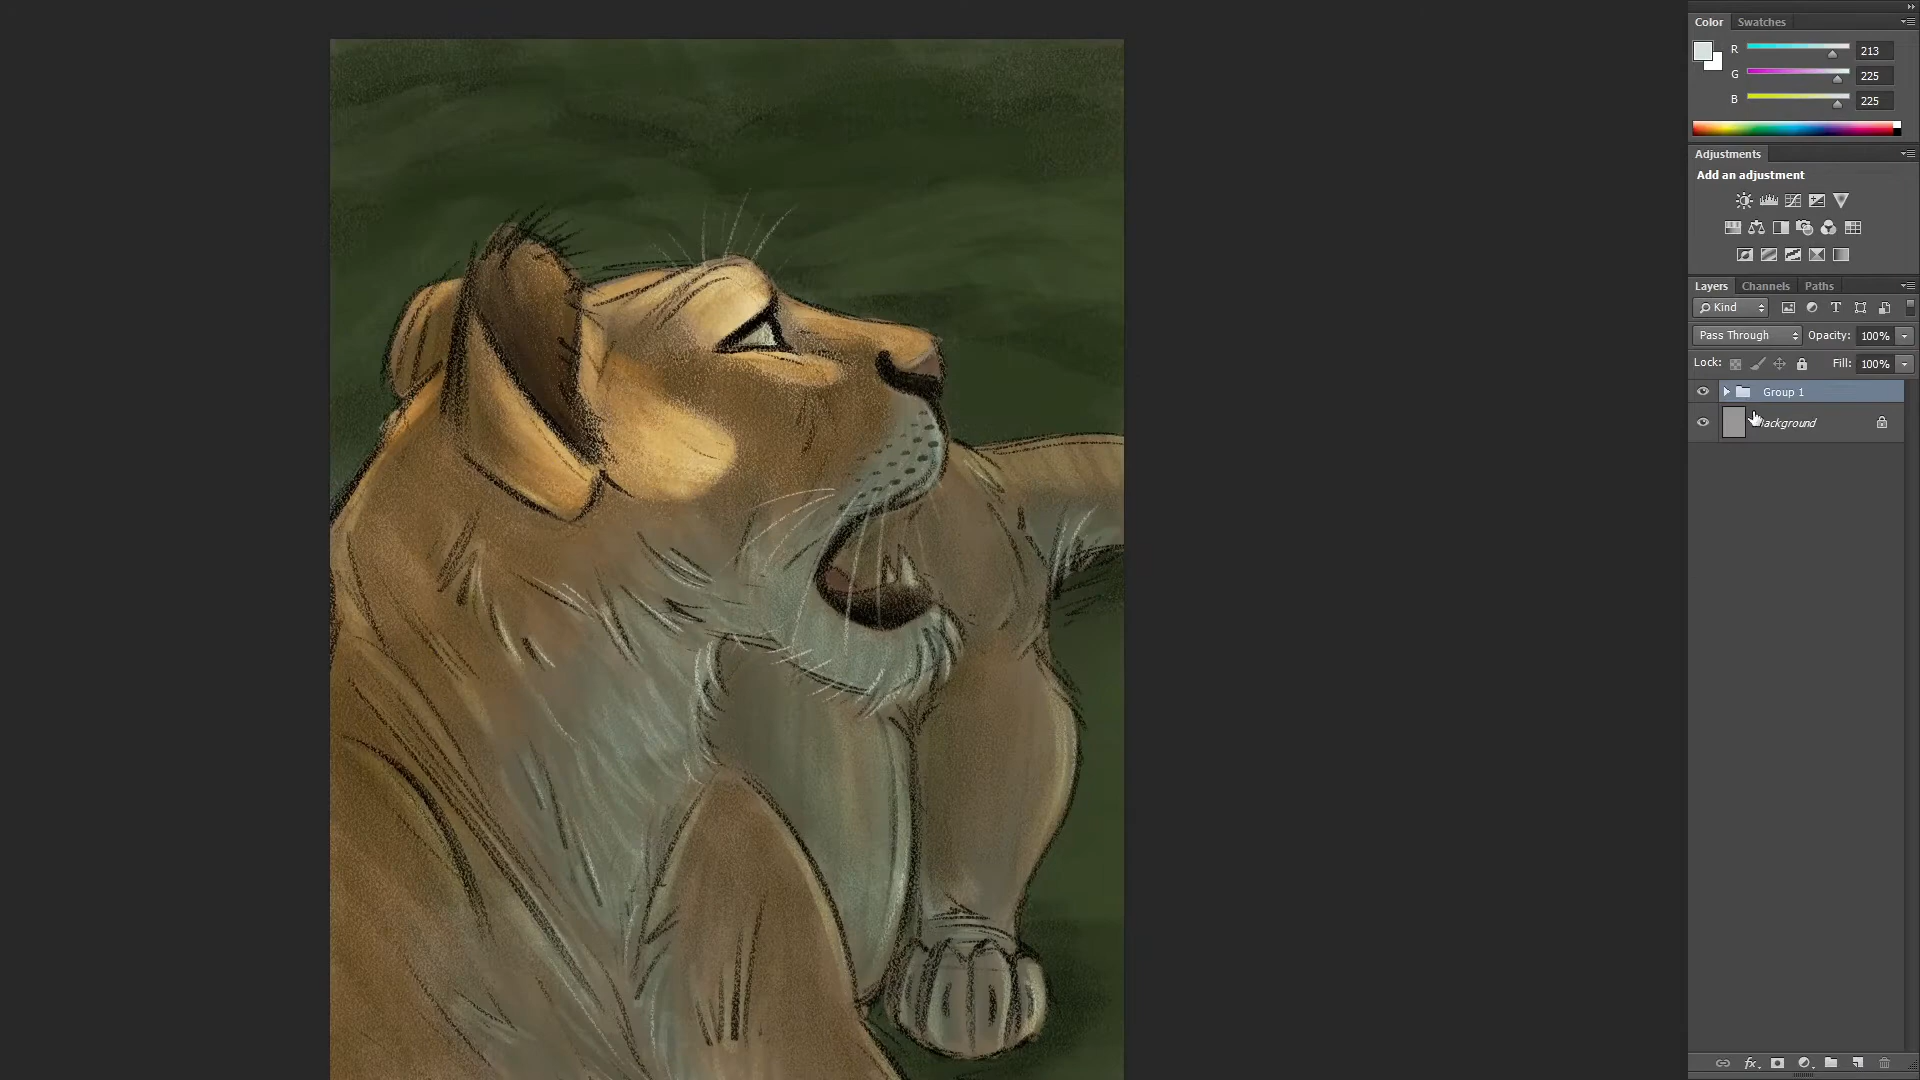 Color Swatches
R 213
G 225
B 225
Adjustments
Add an adjustment
Layers Channels Paths
Kind
Pass Through Opacity: 100%
Lock: Fill: 100%
Group 1
ackground
fx